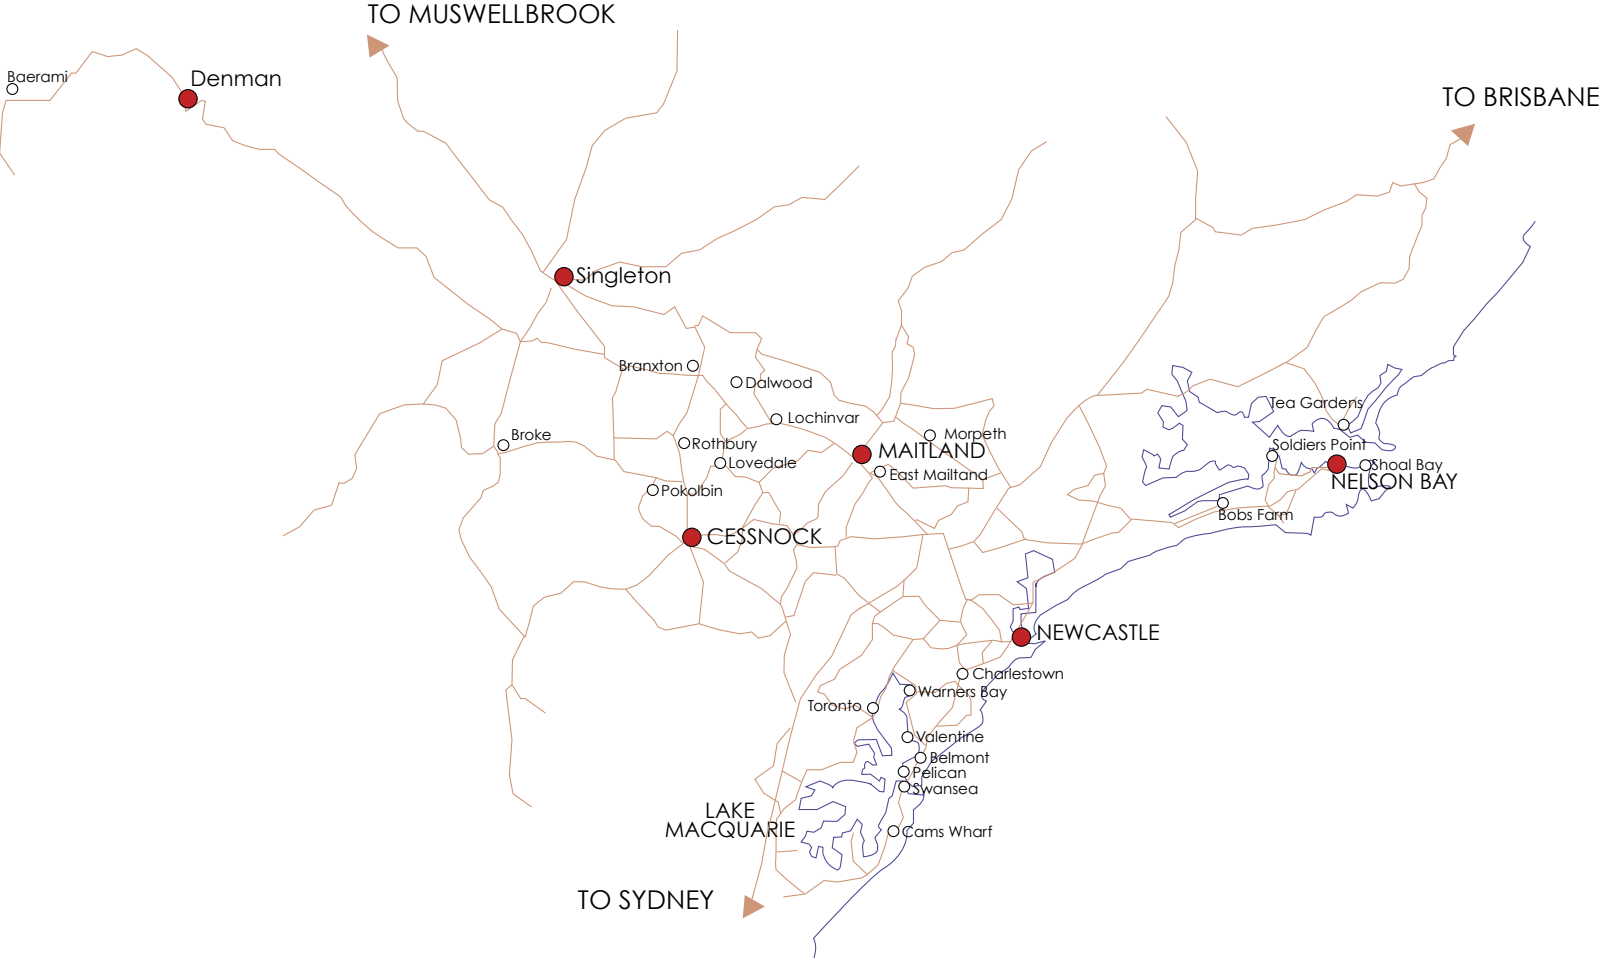 TO MUSWELLBROOK
Baerami
Denman
TO BRISBANE
Singleton
Branxton
Dalwood
Tea Gardens
Lochinvar
Broke
Morpeth
Rothbury
Soldiers Point
MAITLAND
Lovedale
Shoal Bay
East Mailtand
NELSON BAY
Pokolbin
Bobs Farm
CESSNOCK
NEWCASTLE
Charlestown
Warners Bay
Toronto
Valentine
Belmont
Pelican
Swansea
LAKE
MACQUARIE
Cams Wharf
TO SYDNEY